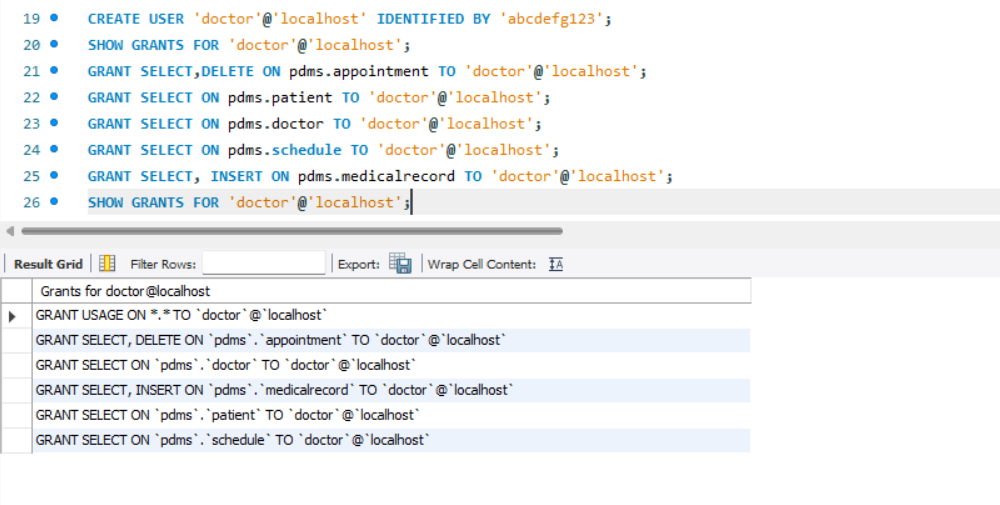 19 CREATE USER 'doctor'@'localhost' IDENTIFIED BY 'abcdefg123';
20 SHOW GRANTS FOR 'doctor'@'localhost';
21 GRANT SELECT,DELETE ON pdms.appointment TO 'doctor'@'localhost';
22 GRANT SELECT ON pdms.patient TO 'doctor'@'localhost';
23 GRANT SELECT ON pdms.doctor TO 'doctor'@'localhost';
24 GRANT SELECT ON pdms.schedule TO 'doctor'@'localhost';
25 GRANT SELECT, INSERT ON pdms.medicalrecord TO 'doctor'@'localhost';
26 SHOW GRANTS FOR 'doctor'@'localhost';
Result Grid Filter Rows: Export: Wrap Cell Content: IA
Grants for doctor@localhost
GRANT USAGE ON *.* TO `doctor`@`localhost`
GRANT SELECT, DELETE ON `pdms`.`appointment` TO `doctor`@`localhost`
GRANT SELECT ON `pdms`.`doctor` TO `doctor`@`localhost`
GRANT SELECT, INSERT ON `pdms`.`medicalrecord` TO `doctor`@`localhost`
GRANT SELECT ON `pdms`.`patient` TO `doctor`@`localhost`
GRANT SELECT ON `pdms`.`schedule` TO `doctor`@`localhost`